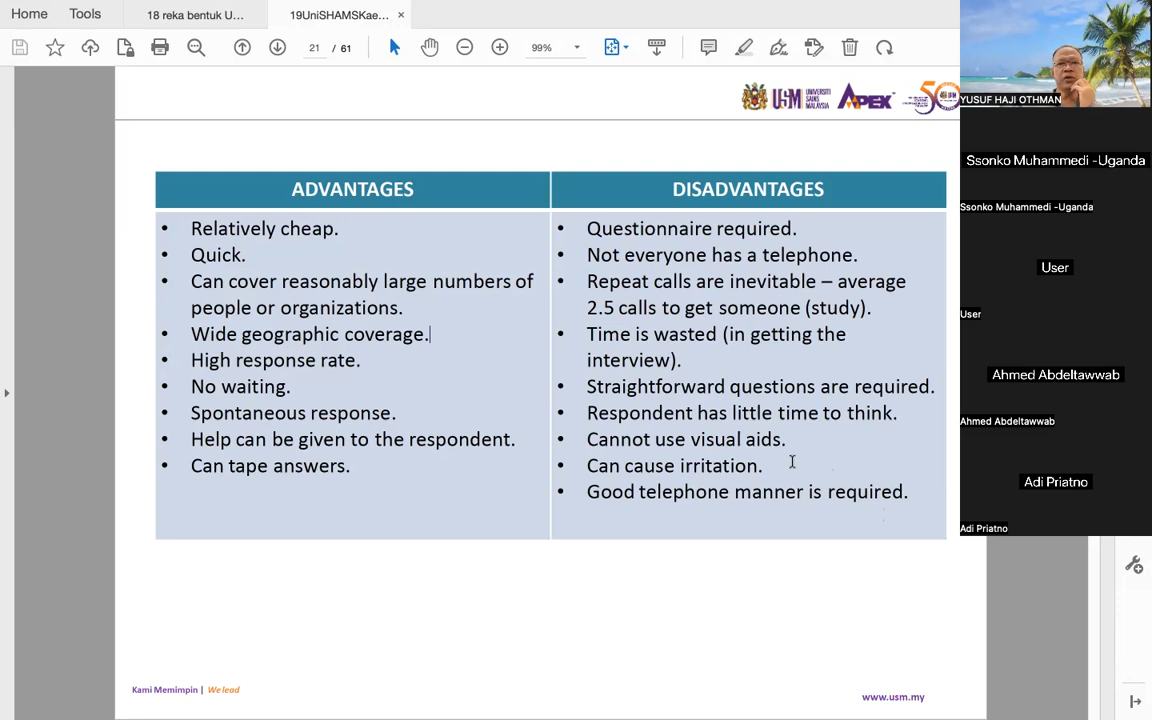 Home Tools 18 reka bentuk U... 19UniSHAMSKae... ×
21 / 61 99%
USM UNIVERSITI SAINS MALAYSIA APEX 50
ADVANTAGES
• Relatively cheap.
• Quick.
• Can cover reasonably large numbers of
people or organizations.
• Wide geographic coverage.
• High response rate.
• No waiting.
• Spontaneous response.
• Help can be given to the respondent.
• Can tape answers.
DISADVANTAGES
• Questionnaire required.
• Not everyone has a telephone.
• Repeat calls are inevitable – average
2.5 calls to get someone (study).
• Time is wasted (in getting the
interview).
• Straightforward questions are required.
• Respondent has little time to think.
• Cannot use visual aids.
• Can cause irritation.
• Good telephone manner is required.
Kami Memimpin | We lead
www.usm.my
YUSUF HAJI OTHMAN
Ssonko Muhammedi -Uganda
Ssonko Muhammedi -Uganda
User
User
Ahmed Abdeltawwab
Ahmed Abdeltawwab
Adi Priatno
Adi Priatno